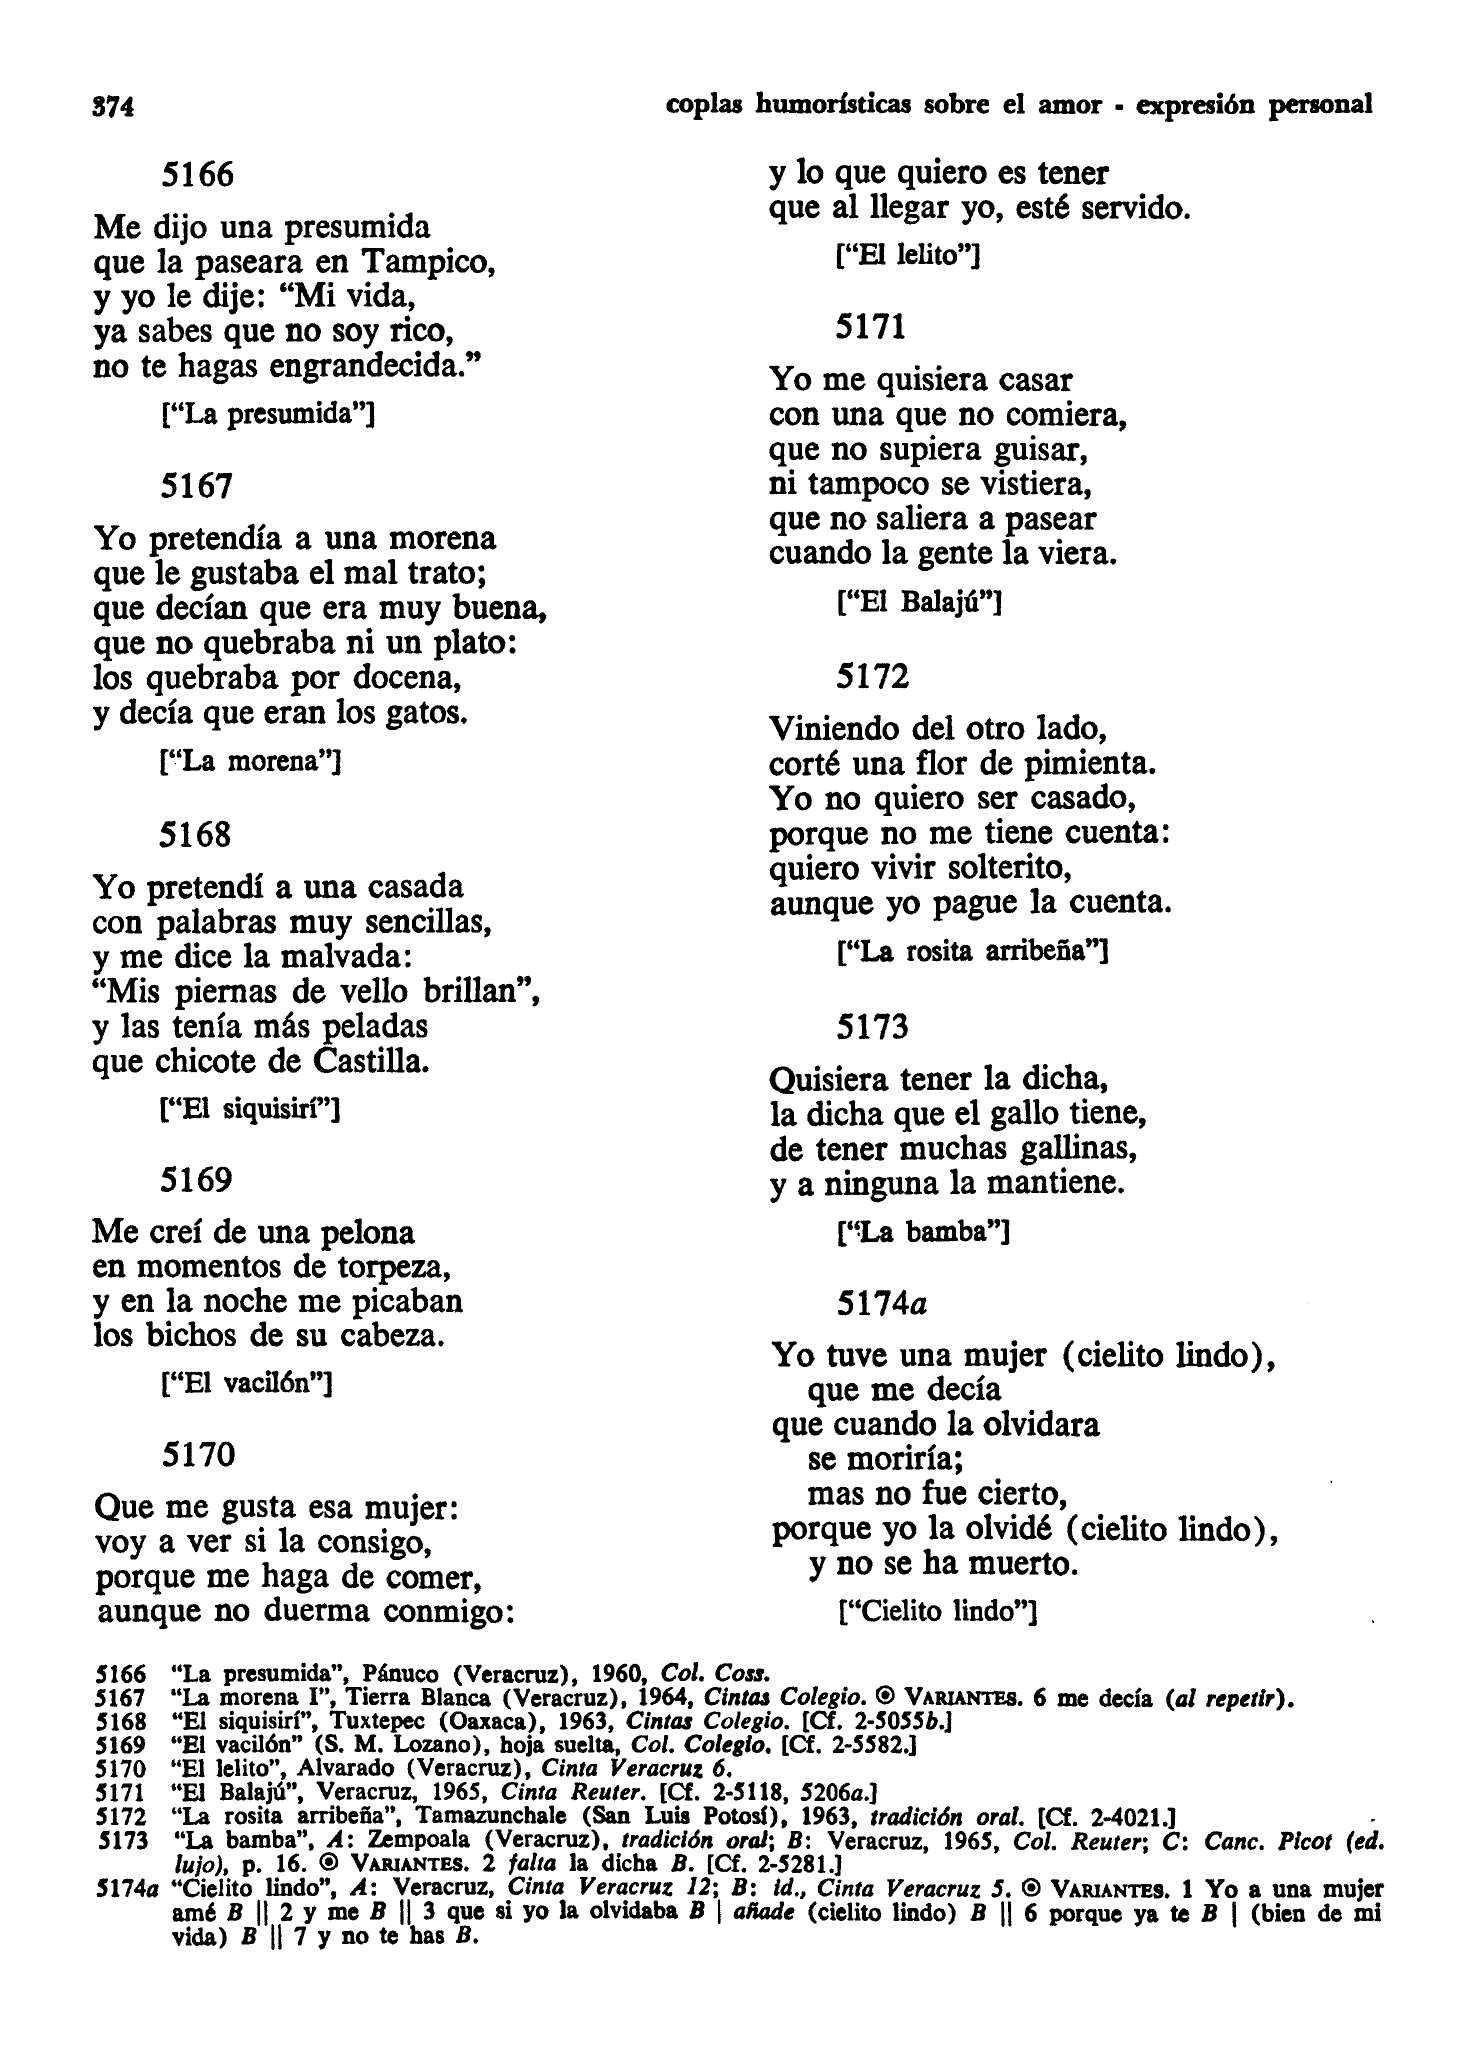 374
coplas humorísticas sobre el amor - expresión personal
5166
Me dijo una presumida
que la paseara en Tampico,
y yo le dije: “Mi vida,
ya sabes que no soy rico,
no te hagas engrandecida.”
[“La presumida”]
5167
Yo pretendía a una morena
que le gustaba el mal trato;
que decían que era muy buena,
que no quebraba ni un plato:
los quebraba por docena,
y decía que eran los gatos.
[“La morena”]
5168
Yo pretendí a una casada
con palabras muy sencillas,
y me dice la malvada:
“Mis piernas de vello brillan”,
y las tenía más peladas
que chicote de Castilla.
[“El siquisirí”]
5169
Me creí de una pelona
en momentos de torpeza,
y en la noche me picaban
los bichos de su cabeza.
[“El vacilón”]
5170
Que me gusta esa mujer:
voy a ver si la consigo,
porque me haga de comer,
aunque no duerma conmigo:
y lo que quiero es tener
que al llegar yo, esté servido.
[“El lelito”]
5171
Yo me quisiera casar
con una que no comiera,
que no supiera guisar,
ni tampoco se vistiera,
que no saliera a pasear
cuando la gente la viera.
[“El Balajú”]
5172
Viniendo del otro lado,
corté una flor de pimienta.
Yo no quiero ser casado,
porque no me tiene cuenta:
quiero vivir solterito,
aunque yo pague la cuenta.
[“La rosita arribeña”]
5173
Quisiera tener la dicha,
la dicha que el gallo tiene,
de tener muchas gallinas,
y a ninguna la mantiene.
[“La bamba”]
5174a
Yo tuve una mujer (cielito lindo),
que me decía
que cuando la olvidara
se moriría;
mas no fue cierto,
porque yo la olvidé (cielito lindo),
y no se ha muerto.
[“Cielito lindo”]
5166 “La presumida”, Pánuco (Veracruz), 1960, Col. Coss.
5167 “La morena I”, Tierra Blanca (Veracruz), 1964, Cintas Colegio. ⊙ VARIANTES. 6 me decía (al repetir).
5168 “El siquisirí”, Tuxtepec (Oaxaca), 1963, Cintas Colegio. [Cf. 2-5055b.]
5169 “El vacilón” (S. M. Lozano), hoja suelta, Col. Colegio. [Cf. 2-5582.]
5170 “El lelito”, Alvarado (Veracruz), Cinta Veracruz 6.
5171 “El Balajú”, Veracruz, 1965, Cinta Reuter. [Cf. 2-5118, 5206a.]
5172 “La rosita arribeña”, Tamazunchale (San Luis Potosí), 1963, tradición oral. [Cf. 2-4021.]
5173 “La bamba”, A: Zempoala (Veracruz), tradición oral; B: Veracruz, 1965, Col. Reuter; C: Canc. Picot (ed.
lujo), p. 16. ⊙ VARIANTES. 2 falta la dicha B. [Cf. 2-5281.]
5174a “Cielito lindo”, A: Veracruz, Cinta Veracruz 12; B: id., Cinta Veracruz 5. ⊙ VARIANTES. 1 Yo a una mujer
amé B || 2 y me B || 3 que si yo la olvidaba B | añade (cielito lindo) B || 6 porque ya te B | (bien de mi
vida) B || 7 y no te has B.